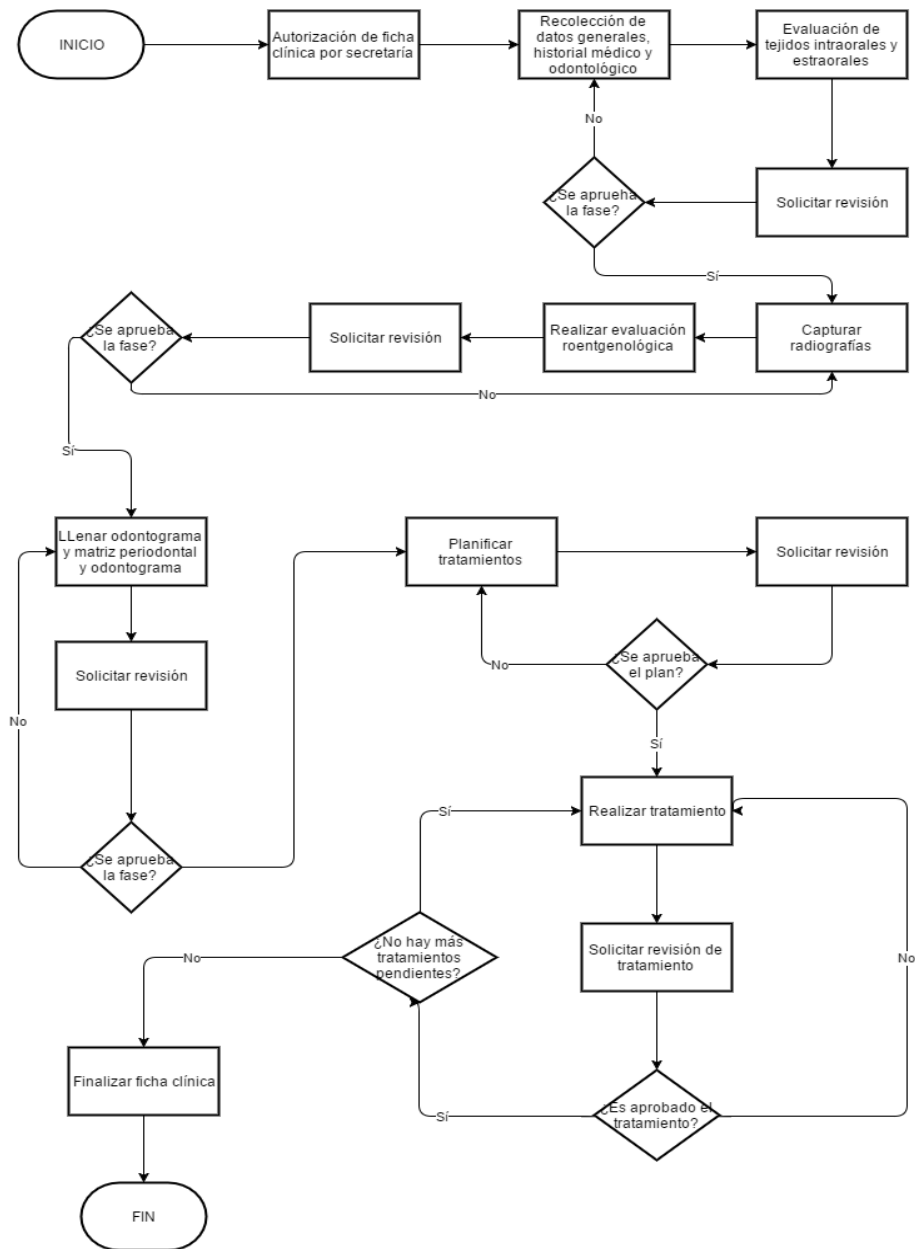 INICIO
Autorización de ficha
clínica por secretaría
Recolección de
datos generales,
historial médico y
odontológico
Evaluación de
tejidos intraorales y
estraorales
No
¿Se aprueba
la fase?
Solicitar revisión
Sí
¿Se aprueba
la fase?
Solicitar revisión
Realizar evaluación
roentgenológica
Capturar
radiografías
No
Sí
LLenar odontograma
y matriz periodontal
y odontograma
Planificar
tratamientos
Solicitar revisión
Solicitar revisión
No
¿Se aprueba
el plan?
No
Sí
¿Se aprueba
la fase?
Sí
Realizar tratamiento
¿No hay más
tratamientos
pendientes?
No
Solicitar revisión de
tratamiento
No
Finalizar ficha clínica
Sí
¿Es aprobado el
tratamiento?
FIN